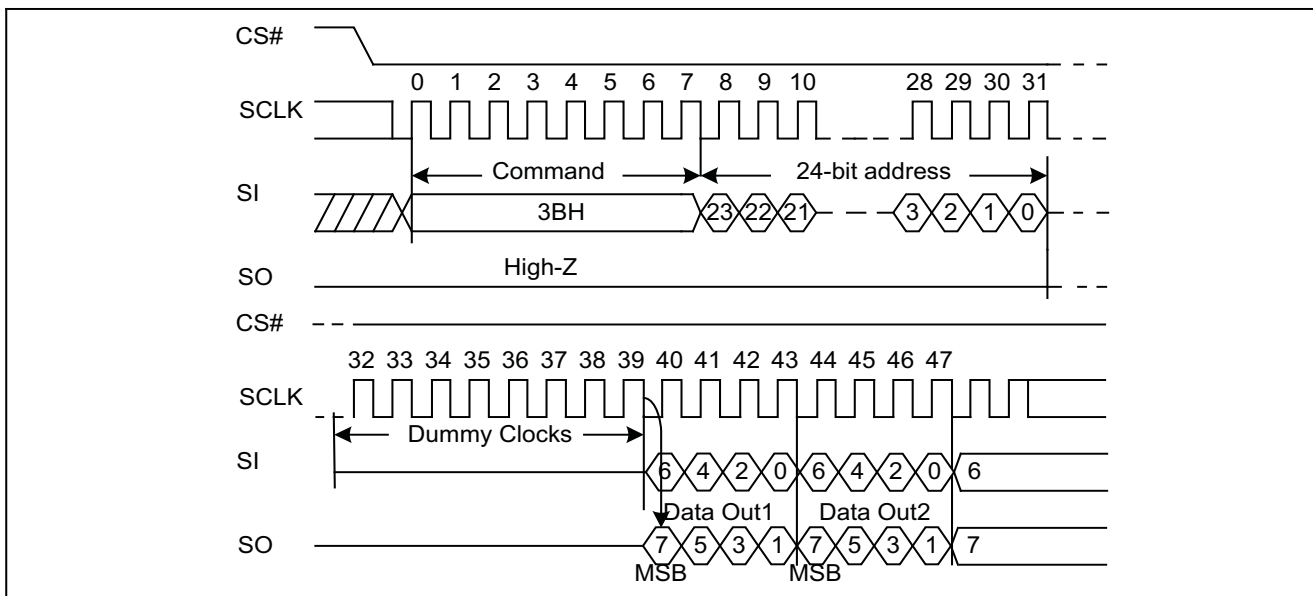 CS#
0 1 2 3 4 5 6 7 8 9 10 28 29 30 31
SCLK
Command 24-bit address
SI
3BH 23 22 21 3 2 1 0
High-Z
SO
CS#
32 33 34 35 36 37 38 39 40 41 42 43 44 45 46 47
SCLK
Dummy Clocks
SI
6 4 2 0 6 4 2 0 6
Data Out1 Data Out2
SO
7 5 3 1 7 5 3 1 7
MSB MSB